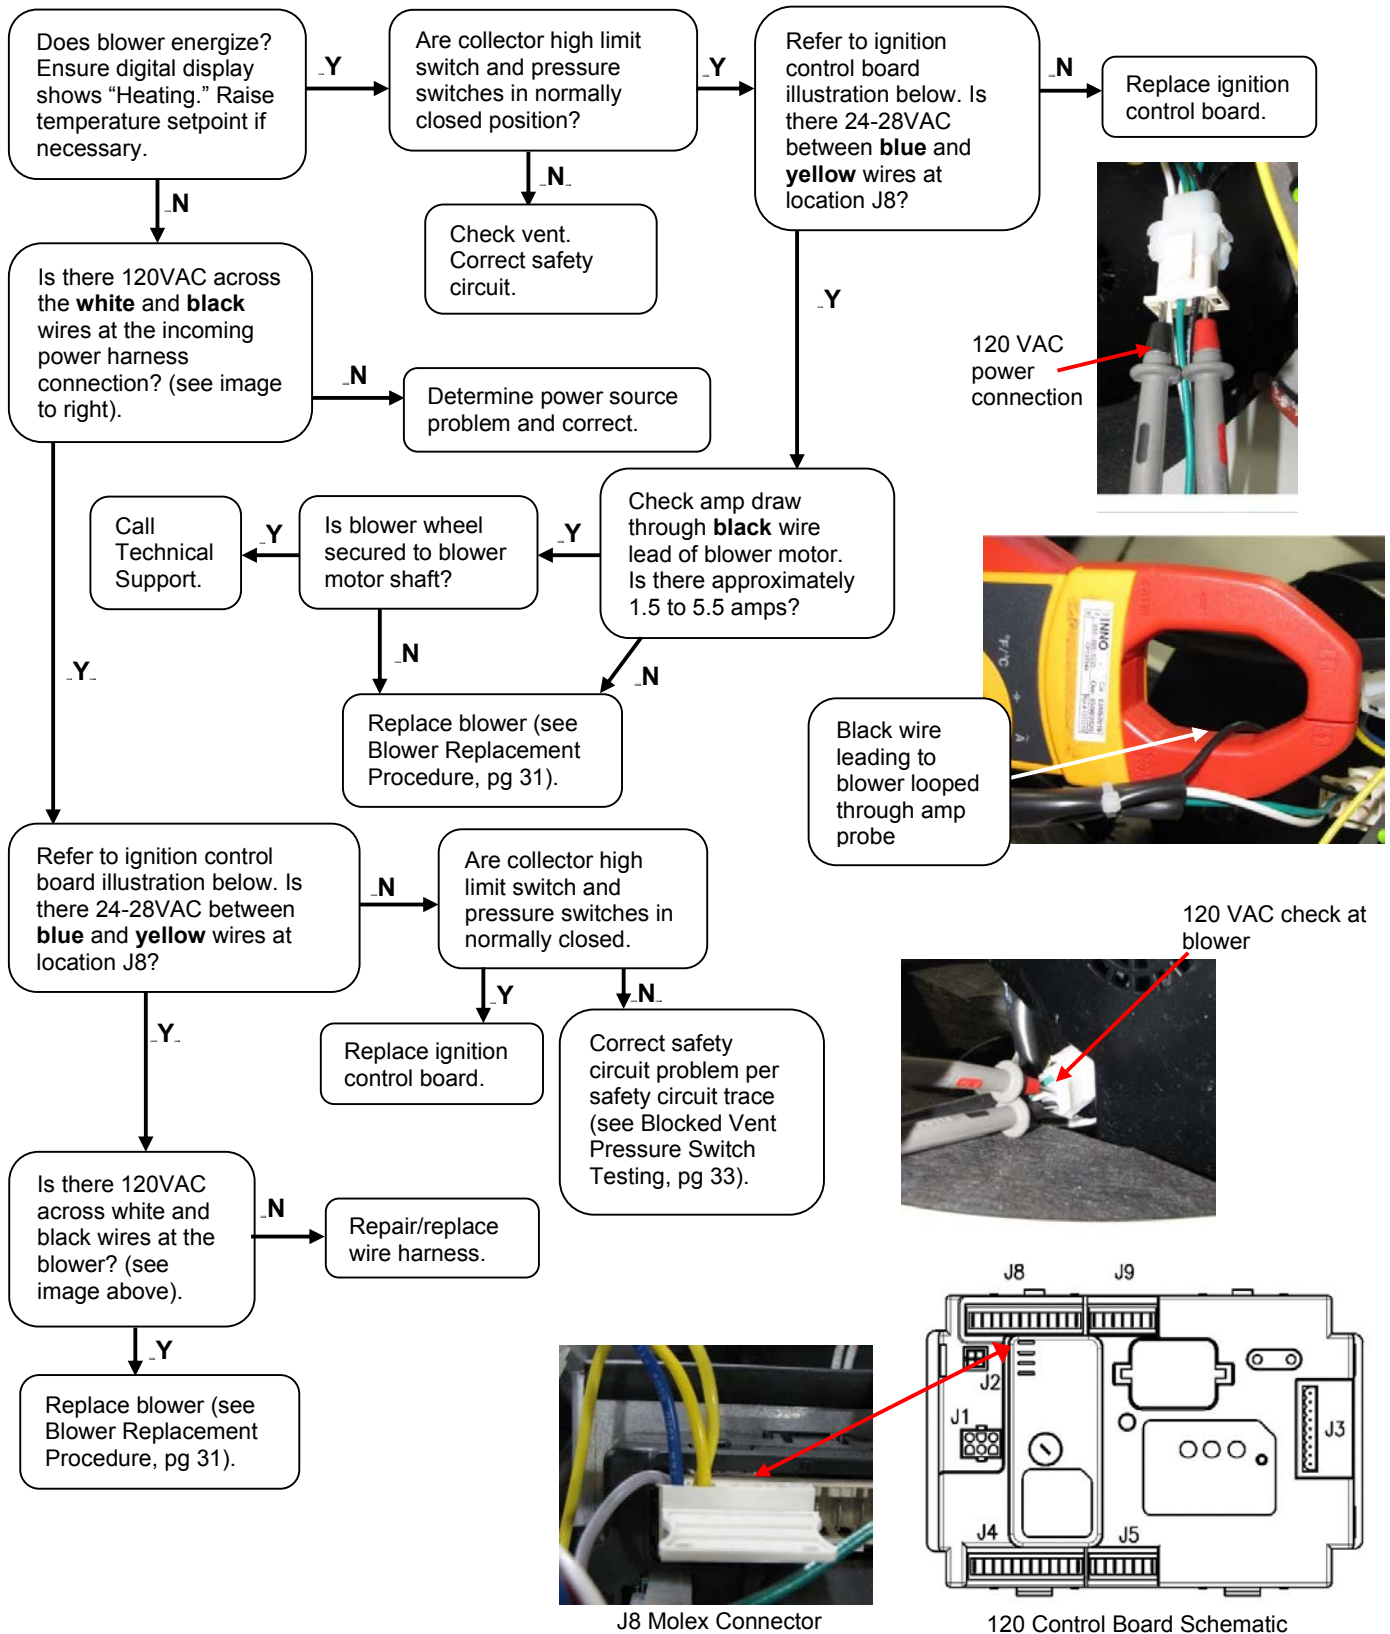 Does blower energize?
Ensure digital display
shows “Heating.” Raise
temperature setpoint if
necessary.
Y
Are collector high limit
switch and pressure
switches in normally
closed position?
Y
Refer to ignition
control board
illustration below. Is
there 24-28VAC
between blue and
yellow wires at
location J8?
N
Replace ignition
control board.
N
N
Check vent.
Correct safety
circuit.
Y
Is there 120VAC across
the white and black
wires at the incoming
power harness
connection? (see image
to right).
N
Determine power source
problem and correct.
120 VAC
power
connection
Call
Technical
Support.
Y
Is blower wheel
secured to blower
motor shaft?
Y
Check amp draw
through black wire
lead of blower motor.
Is there approximately
1.5 to 5.5 amps?
N
N
Y
Replace blower (see
Blower Replacement
Procedure, pg 31).
°F/°C
INNO
Black wire
leading to
blower looped
through amp
probe
Refer to ignition control
board illustration below. Is
there 24-28VAC between
blue and yellow wires at
location J8?
N
Are collector high
limit switch and
pressure switches in
normally closed.
120 VAC check at
blower
Y
N
Y
Replace ignition
control board.
Correct safety
circuit problem per
safety circuit trace
(see Blocked Vent
Pressure Switch
Testing, pg 33).
Is there 120VAC
across white and
black wires at the
blower? (see
image above).
N
Repair/replace
wire harness.
Y
Replace blower (see
Blower Replacement
Procedure, pg 31).
J8
J9
J2
J1
J3
J4
J5
J8 Molex Connector
120 Control Board Schematic